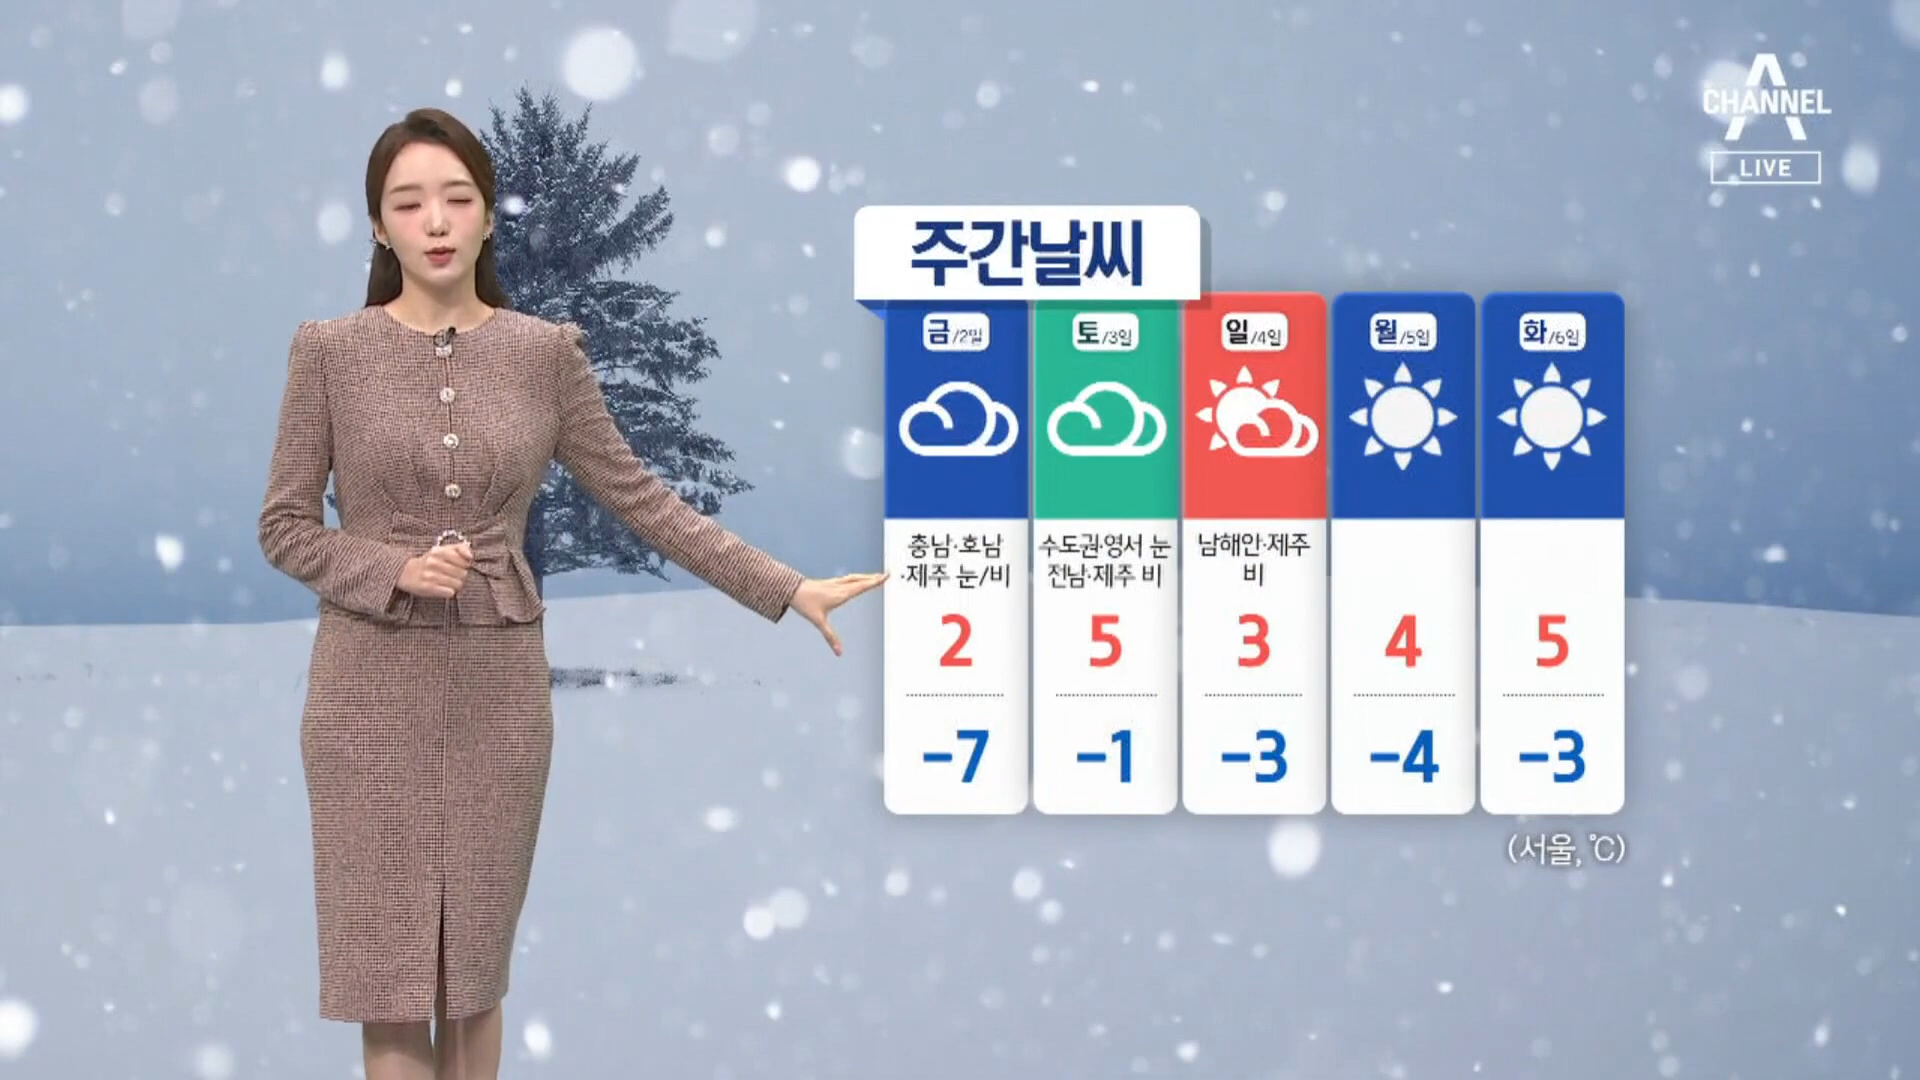 CHANNEL A
LIVE
주간날씨
금/2일
토/3일
일/4일
월/5일
화/6일
충남·호남
·제주 눈/비
수도권·영서 눈
전남·제주 비
남해안·제주
비
2
5
3
4
5
-7
-1
-3
-4
-3
(서울, ℃)